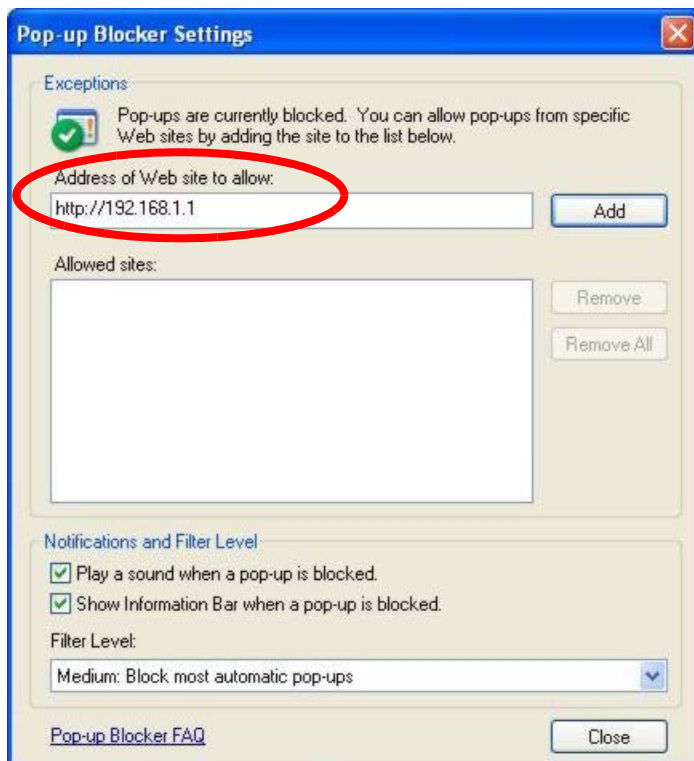 Pop-up Blocker Settings
Exceptions
Pop-ups are currently blocked. You can allow pop-ups from specific
Web sites by adding the site to the list below.
Address of Web site to allow:
http://192.168.1.1
Add
Allowed sites:
Remove
Remove All
Notifications and Filter Level
Play a sound when a pop-up is blocked.
Show Information Bar when a pop-up is blocked.
Filter Level:
Medium: Block most automatic pop-ups
Pop-up Blocker FAQ
Close